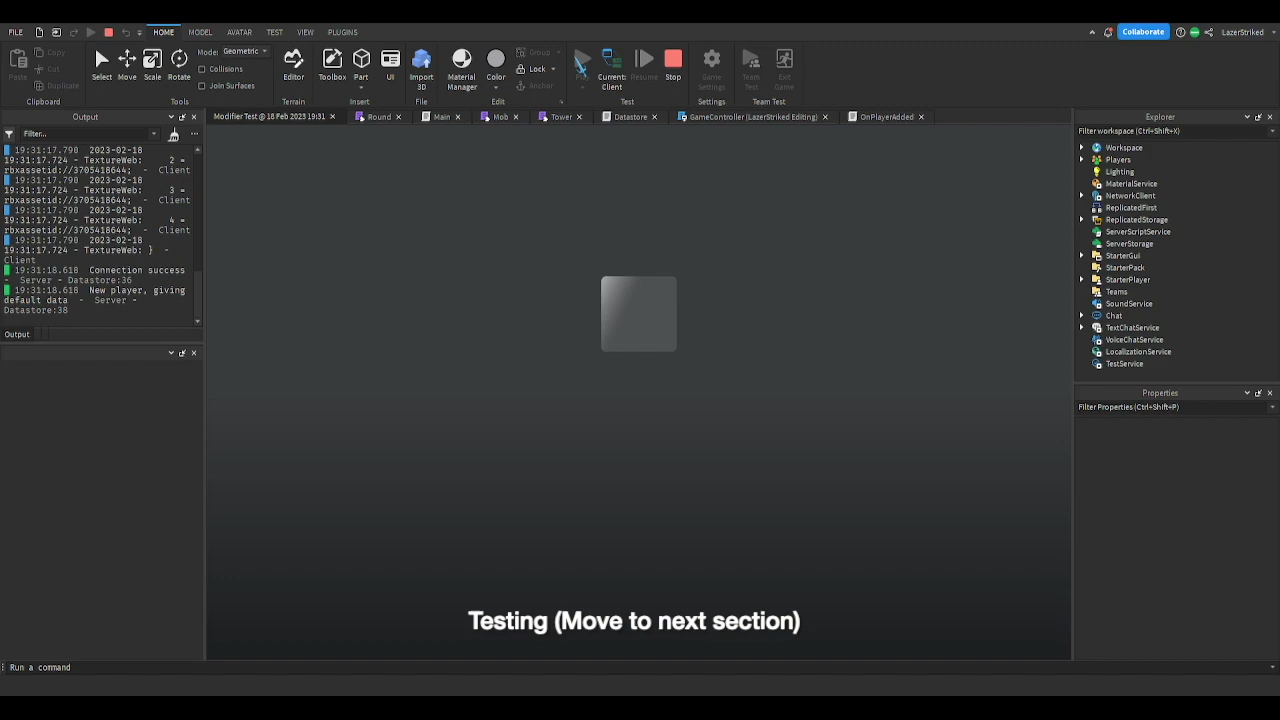 FILE
HOME
MODEL
AVATAR
TEST
VIEW
PLUGINS
Collaborate
LazerStriked
Paste
Copy
Cut
Duplicate
Clipboard
Select
Move
Scale
Rotate
Mode: Geometric
Collisions
Join Surfaces
Tools
Editor
Terrain
Toolbox
Part
UI
Insert
Import
3D
File
Material
Manager
Color
Group
Lock
Anchor
Edit
Play
Current:
Client
Resume
Stop
Test
Game
Settings
Settings
Team
Test
Exit
Game
Team Test
Output
Filter...
19:31:17.790 2023-02-18
19:31:17.724 - TextureWeb: 2 =
rbxassetid://3705418644; - Client
19:31:17.790 2023-02-18
19:31:17.724 - TextureWeb: 3 =
rbxassetid://3705418644; - Client
19:31:17.790 2023-02-18
19:31:17.724 - TextureWeb: 4 =
rbxassetid://3705418644; - Client
19:31:17.790 2023-02-18
19:31:17.724 - TextureWeb: } -
Client
19:31:18.618 Connection success
- Server - Datastore:36
19:31:18.618 New player, giving
default data - Server -
Datastore:38
Output
Modifier Test @ 18 Feb 2023 19:31
Round
Main
Mob
Tower
Datastore
GameController (LazerStriked Editing)
OnPlayerAdded
Testing (Move to next section)
Explorer
Filter workspace (Ctrl+Shift+X)
Workspace
Players
Lighting
MaterialService
NetworkClient
ReplicatedFirst
ReplicatedStorage
ServerScriptService
ServerStorage
StarterGui
StarterPack
StarterPlayer
Teams
SoundService
Chat
TextChatService
VoiceChatService
LocalizationService
TestService
Properties
Filter Properties (Ctrl+Shift+P)
Run a command